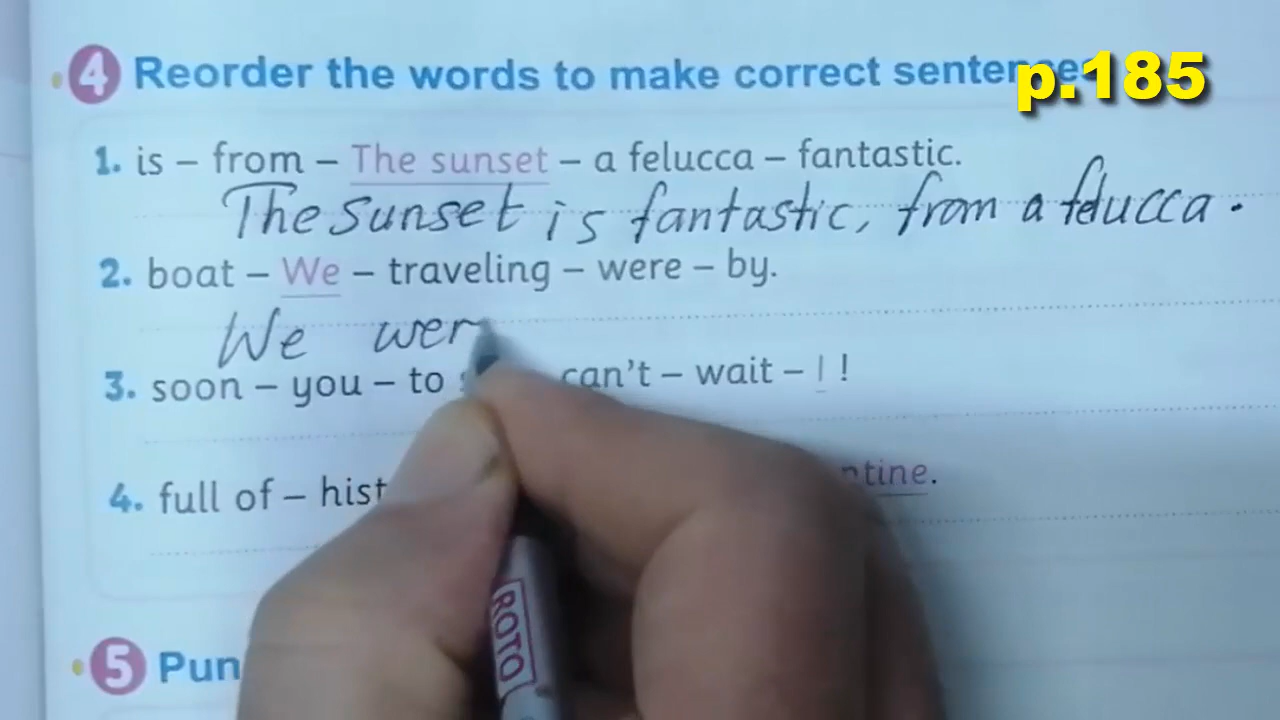 4 Reorder the words to make correct sentences
p.185
1. is – from – The sunset – a felucca – fantastic.
The sunset is fantastic, from a felucca.
2. boat – We – traveling – were – by.
We wer
3. soon – you – to can't – wait – I !
4. full of – hist ntine.
5 Pun
ROTO